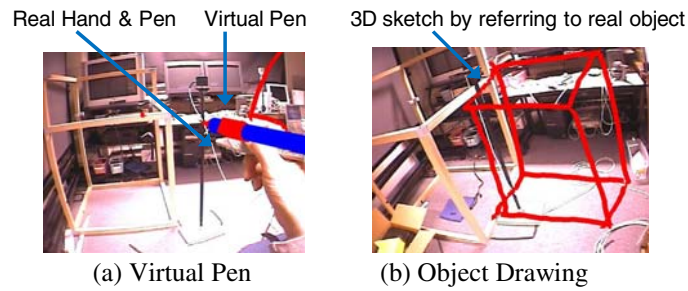 Real Hand & Pen
Virtual Pen
3D sketch by referring to real object
(a) Virtual Pen
(b) Object Drawing